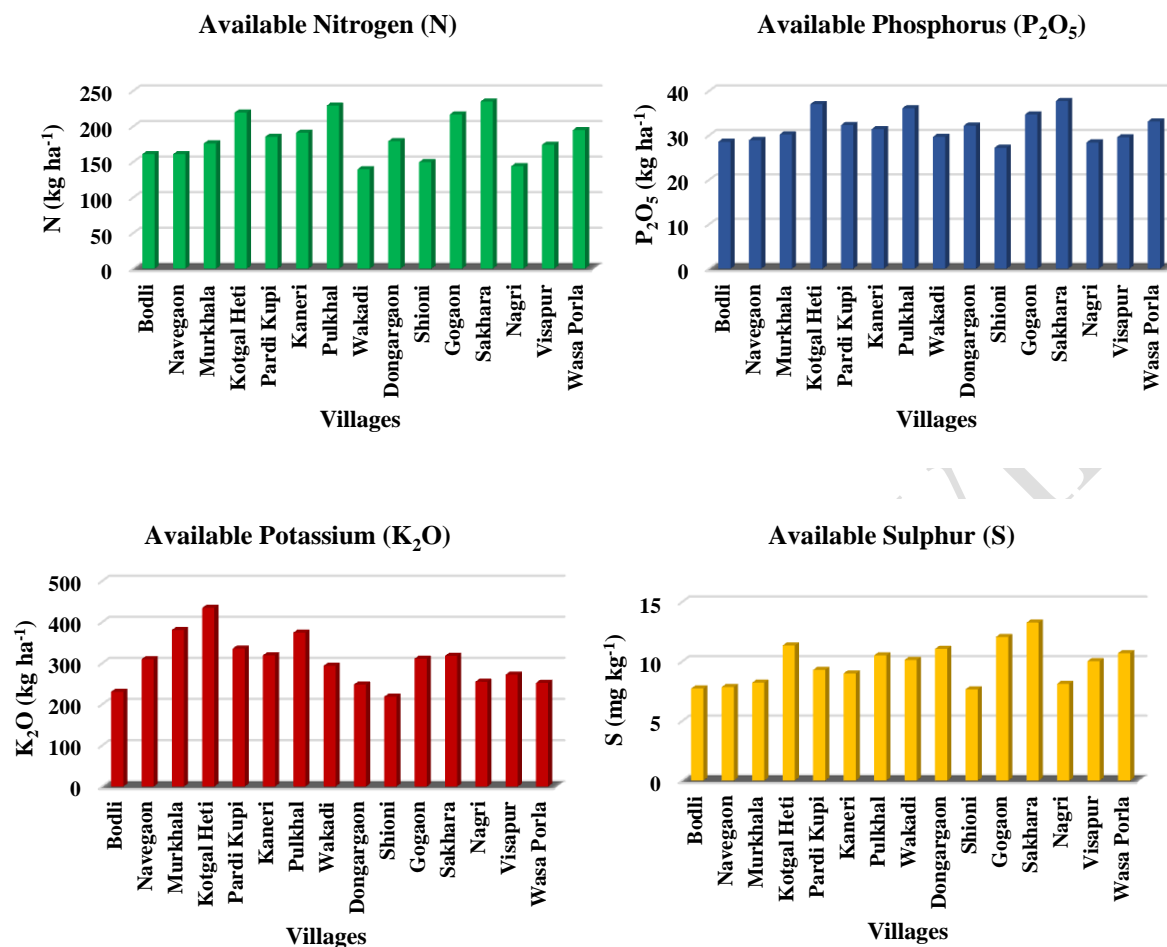 Available Nitrogen (N)
N (kg ha⁻¹)
250
200
150
100
50
0
Bodli
Navegaon
Murkhala
Kotgal Heti
Pardi Kupi
Kaneri
Pulkhal
Wakadi
Dongargaon
Shioni
Gogaon
Sakhara
Nagri
Visapur
Wasa Porla
Villages
Available Phosphorus (P₂O₅)
P₂O₅ (kg ha⁻¹)
40
30
20
10
0
Bodli
Navegaon
Murkhala
Kotgal Heti
Pardi Kupi
Kaneri
Pulkhal
Wakadi
Dongargaon
Shioni
Gogaon
Sakhara
Nagri
Visapur
Wasa Porla
Villages
Available Potassium (K₂O)
K₂O (kg ha⁻¹)
500
400
300
200
100
0
Bodli
Navegaon
Murkhala
Kotgal Heti
Pardi Kupi
Kaneri
Pulkhal
Wakadi
Dongargaon
Shioni
Gogaon
Sakhara
Nagri
Visapur
Wasa Porla
Villages
Available Sulphur (S)
S (mg kg⁻¹)
15
10
5
0
Bodli
Navegaon
Murkhala
Kotgal Heti
Pardi Kupi
Kaneri
Pulkhal
Wakadi
Dongargaon
Shioni
Gogaon
Sakhara
Nagri
Visapur
Wasa Porla
Villages